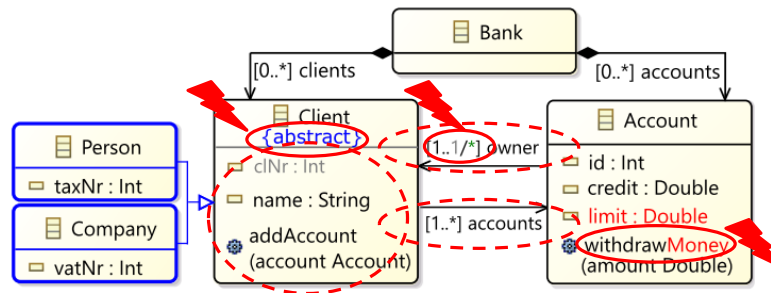 Bank
[0..*] clients
[0..*] accounts
Client
{abstract}
clNr : Int
name : String
addAccount
(account Account)
[1..1/*] owner
[1..*] accounts
Account
id : Int
credit : Double
limit : Double
withdrawMoney
(amount Double)
Person
taxNr : Int
Company
vatNr : Int